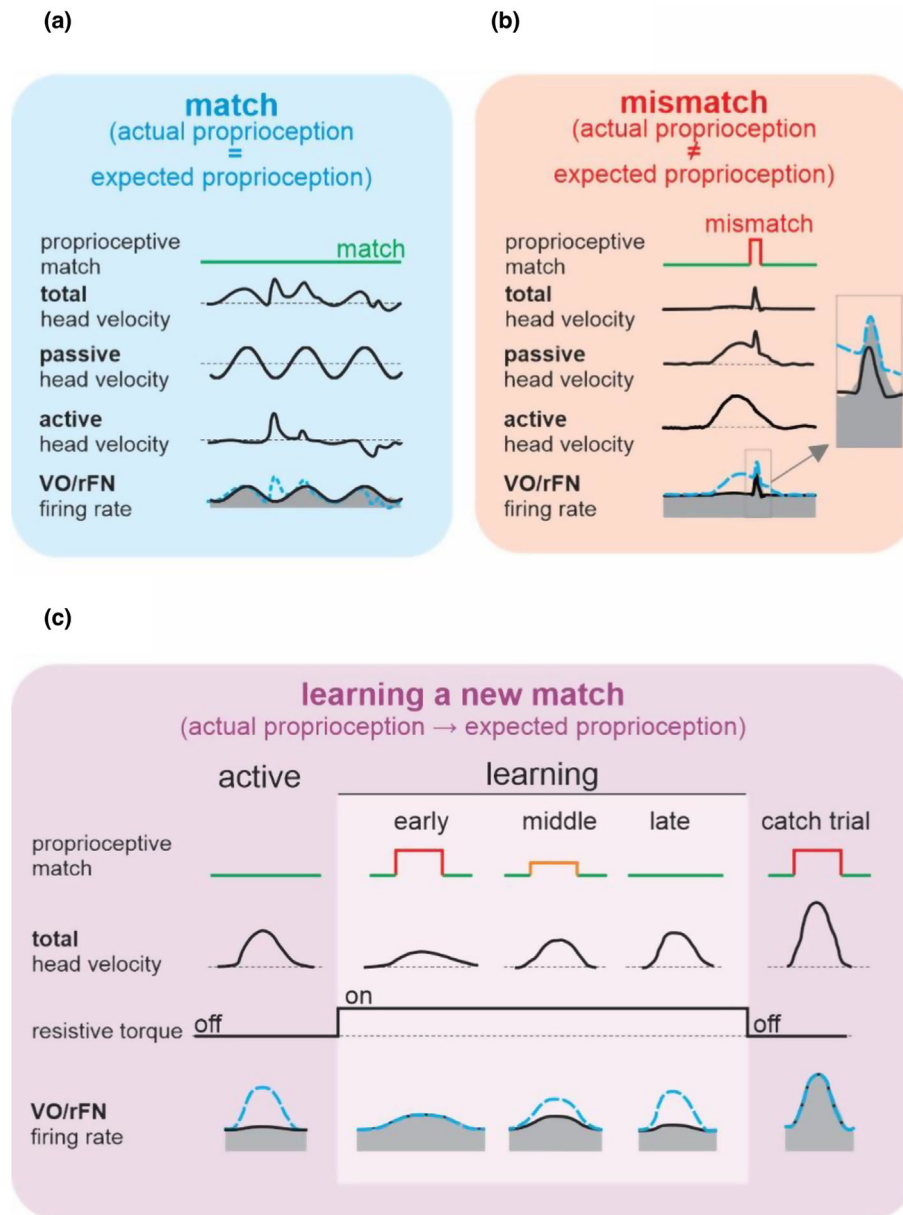 (a)
match
(actual proprioception
=
expected proprioception)
proprioceptive
match
match
total
head velocity
passive
head velocity
active
head velocity
VO/rFN
firing rate
(b)
mismatch
(actual proprioception
≠
expected proprioception)
mismatch
proprioceptive
match
total
head velocity
passive
head velocity
active
head velocity
VO/rFN
firing rate
(c)
learning a new match
(actual proprioception → expected proprioception)
active
learning
early
middle
late
catch trial
proprioceptive
match
total
head velocity
resistive torque
off
on
off
VO/rFN
firing rate